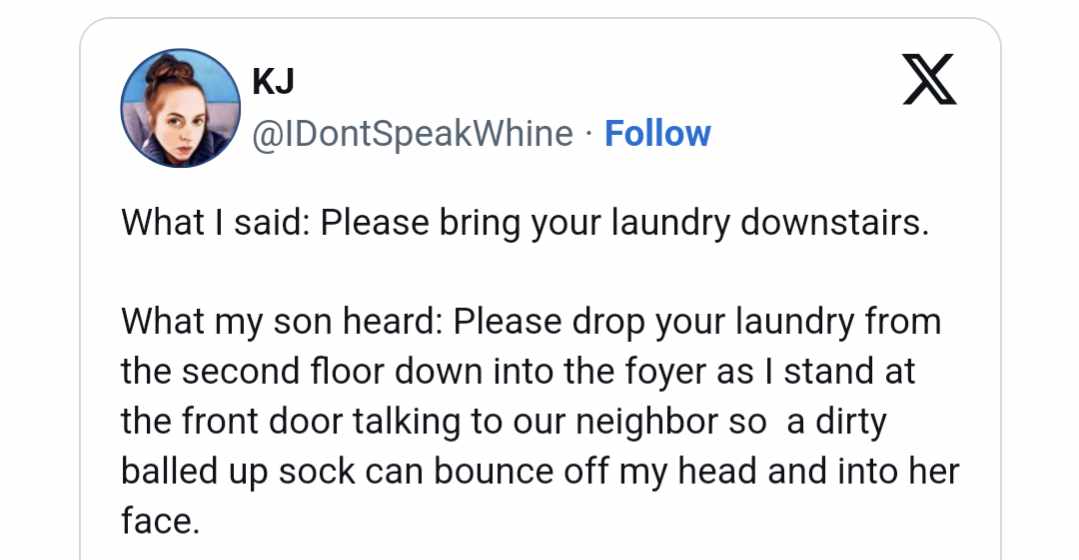 KJ
@IDontSpeakWhine · Follow
What I said: Please bring your laundry downstairs.
What my son heard: Please drop your laundry from
the second floor down into the foyer as I stand at
the front door talking to our neighbor so  a dirty
balled up sock can bounce off my head and into her
face.